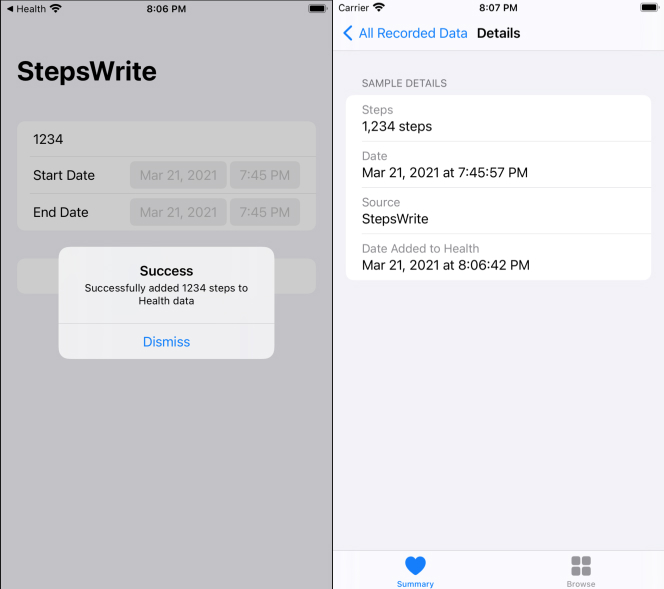 ◀ Health 8:06 PM
StepsWrite
1234
Start Date Mar 21, 2021 7:45 PM
End Date Mar 21, 2021 7:45 PM
Success
Successfully added 1234 steps to
Health data
Dismiss
Carrier 8:07 PM
All Recorded Data Details
SAMPLE DETAILS
Steps
1,234 steps
Date
Mar 21, 2021 at 7:45:57 PM
Source
StepsWrite
Date Added to Health
Mar 21, 2021 at 8:06:42 PM
Summary Browse